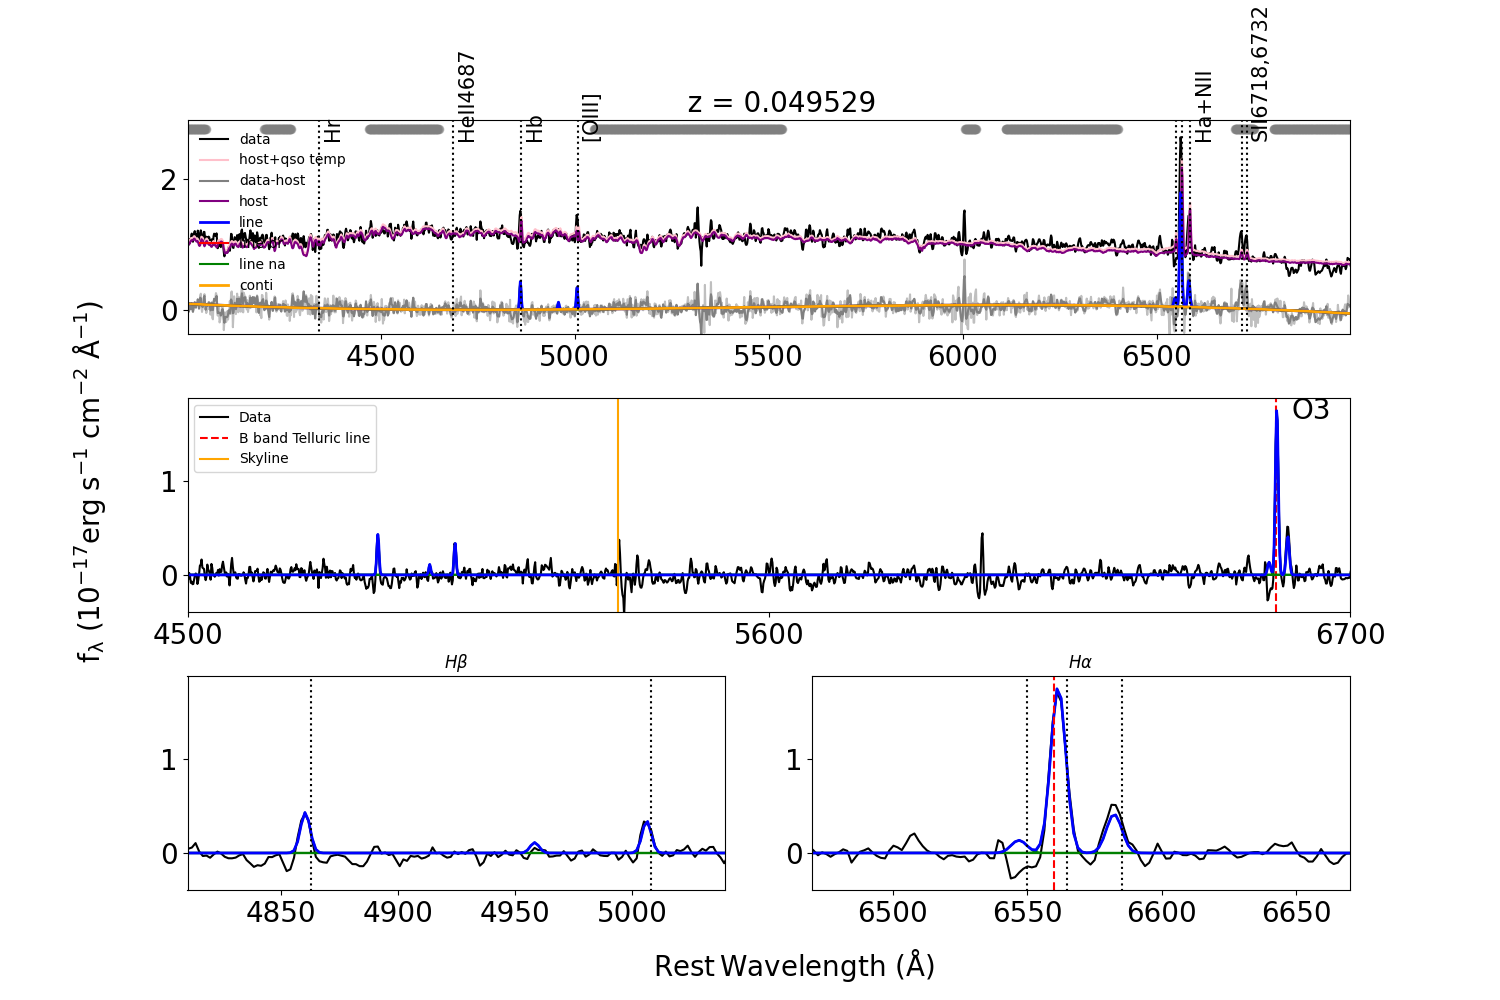 z = 0.049529
Hr
HeII4687
Hb
[OIII]
Ha+NII
SII6718,6732
data
host+qso temp
data-host
host
line
line na
conti
2
0
4500 5000 5500 6000 6500
f_λ (10^{-17} erg s^{-1} cm^{-2} Å^{-1})
Data
B band Telluric line
Skyline
O3
1
0
4500 5600 6700
Hβ
1
0
4850 4900 4950 5000
Hα
1
0
6500 6550 6600 6650
Rest Wavelength (Å)